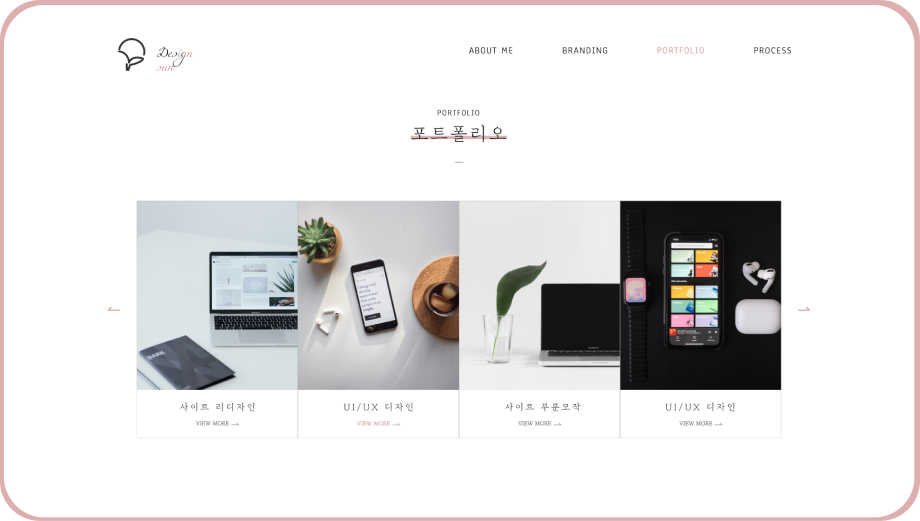 Design
sun
ABOUT ME
BRANDING
PORTFOLIO
PROCESS
PORTFOLIO
포트폴리오
사이트 리디자인
UI/UX 디자인
사이트 부분모작
UI/UX 디자인
VIEW MORE
VIEW MORE
VIEW MORE
VIEW MORE